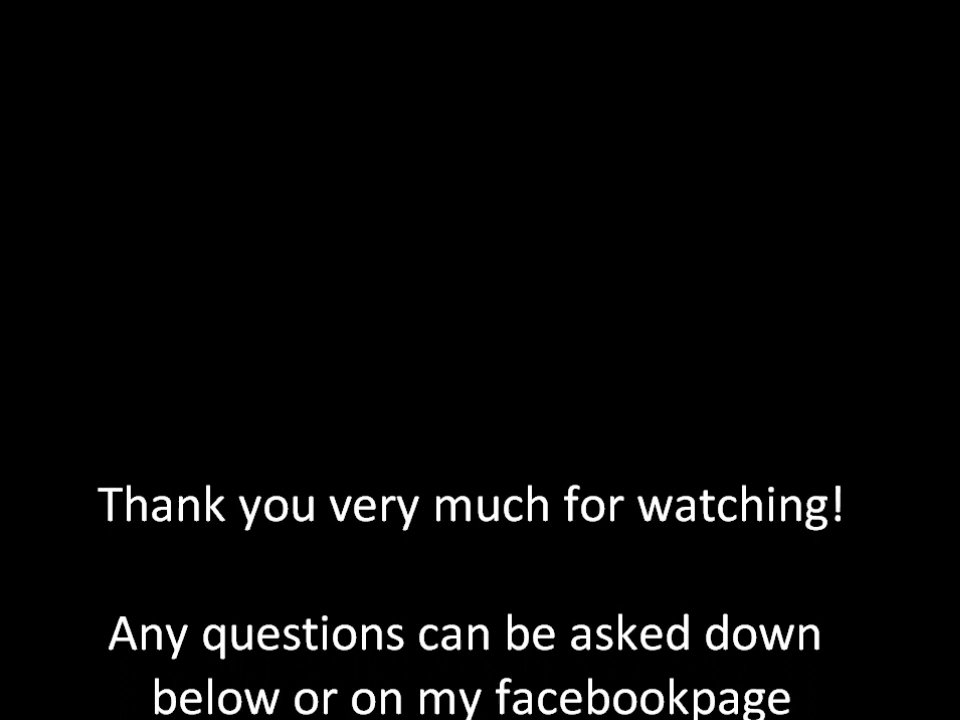 Thank you very much for watching!
Any questions can be asked down
below or on my facebookpage